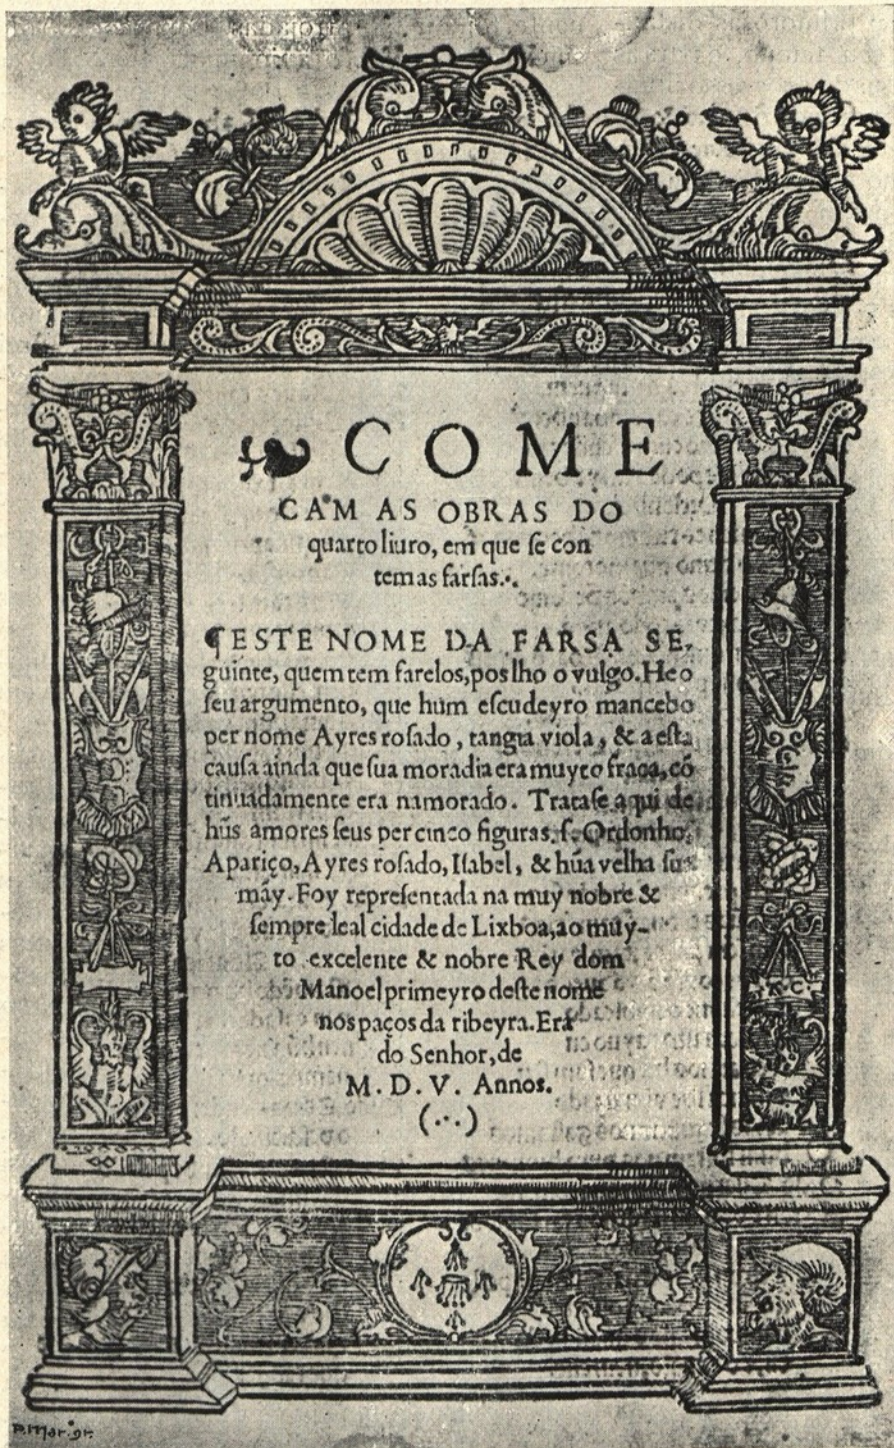 ❧ COME
CAM AS OBRAS DO
quarto liuro, em que ſe con
tem as farſas.·.
¶ESTE NOME DA FARSA SE-
guinte, quem tem farelos, pos lho o vulgo. He o
ſeu argumento, que hum eſcudeyro mancebo
per nome Ayres roſado, tangia viola, & a eſta
cauſa ainda que ſua moradia era muyto fraca, cõ
tinuadamente era namorado. Trataſe aqui de
hũs amores ſeus per cinco figuras. ſ. Ordonho,
Apariço, Ayres roſado, Iſabel, & hũa velha ſua
mãy. Foy repreſentada na muy nobre &
ſempre leal cidade de Lixboa, ao muy-
to excelente & nobre Rey dom
Manoel primeyro deſte nome
nos paços da ribeyra. Era
do Senhor, de
M. D. V. Annos.
(.·.)
A.C.